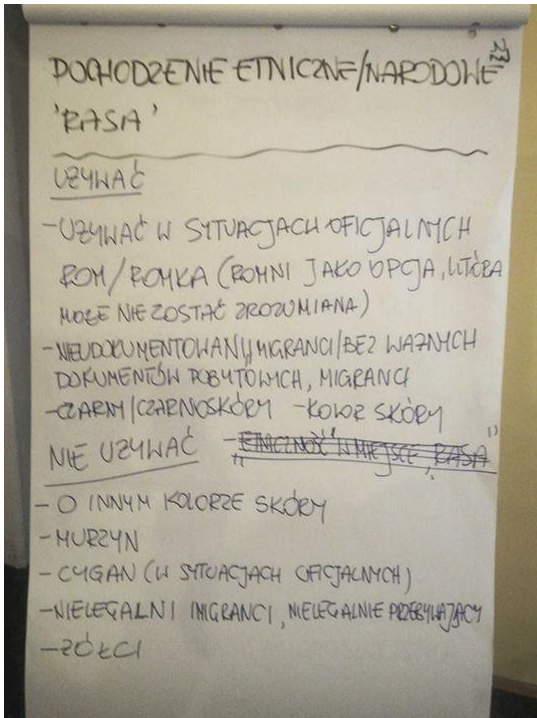 POCHODZENIE ETNICZNE/NARODOWE
'RASA'
UŻYWAĆ
-UŻYWAĆ W SYTUACJACH OFICJALNYCH
ROM/ROMKA (ROMNI JAKO OPCJA, KTÓRA
MOŻE NIE ZOSTAĆ ZROZUMIANA)
-NIEUDOKUMENTOWANI MIGRANCI/BEZ WAŻNYCH
DOKUMENTÓW POBYTOWYCH, MIGRANCI
-CZARNY/CZARNOSKÓRY -KOLOR SKÓRY
NIE UŻYWAĆ - "ETNICZNOŚĆ" W MIEJSCE "RASA"
- O INNYM KOLORZE SKÓRY
-MURZYN
- CYGAN (W SYTUACJACH OFICJALNYCH)
-NIELEGALNI IMIGRANCI, NIELEGALNIE PRZEBYWAJĄCY
-ŻÓŁCI